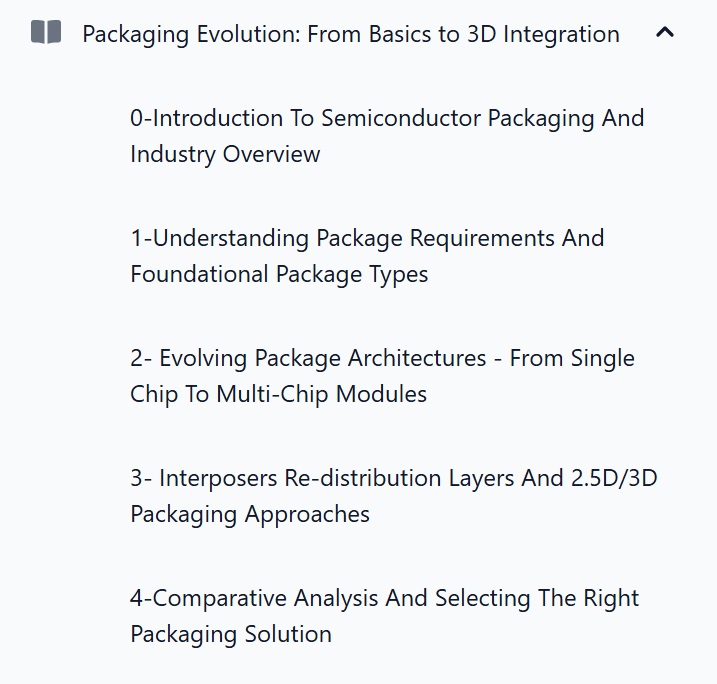 Packaging Evolution: From Basics to 3D Integration
0-Introduction To Semiconductor Packaging And
Industry Overview
1-Understanding Package Requirements And
Foundational Package Types
2- Evolving Package Architectures - From Single
Chip To Multi-Chip Modules
3- Interposers Re-distribution Layers And 2.5D/3D
Packaging Approaches
4-Comparative Analysis And Selecting The Right
Packaging Solution